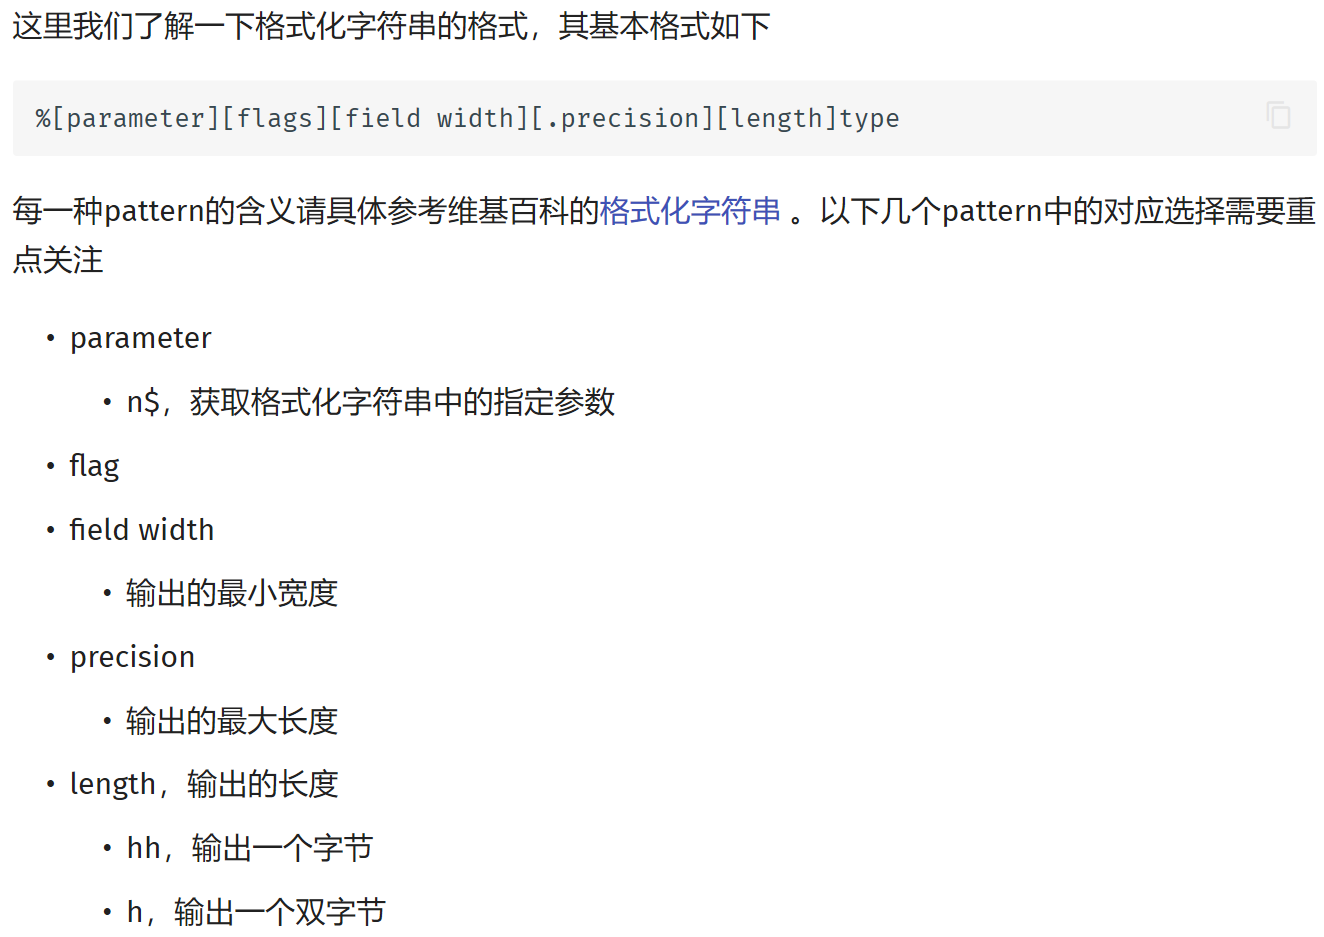 这里我们了解一下格式化字符串的格式，其基本格式如下
%[parameter][flags][field width][.precision][length]type
每一种pattern的含义请具体参考维基百科的格式化字符串 。以下几个pattern中的对应选择需要重
点关注
• parameter
• n$，获取格式化字符串中的指定参数
• flag
• field width
• 输出的最小宽度
• precision
• 输出的最大长度
• length，输出的长度
• hh，输出一个字节
• h，输出一个双字节